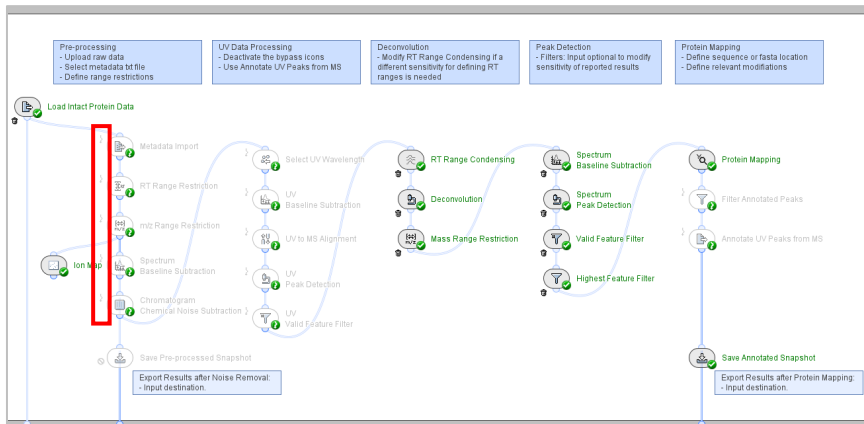 Pre-processing
- Upload raw data
- Select metadata txt file
- Define range restrictions
UV Data Processing
- Deactivate the bypass icons
- Use Annotate UV Peaks from MS
Deconvolution
- Modify RT Range Condensing if a
different sensitivity for defining RT
ranges is needed
Peak Detection
- Filters: Input optional to modify
sensitivity of reported results
Protein Mapping
- Define sequence or fasta location
- Define relevant modifiations
Load Intact Protein Data
Metadata Import
RT Range Restriction
m/z Range Restriction
Ion Map
Spectrum
Baseline Subtraction
Chromatogram
Chemical Noise Subtraction
Save Pre-processed Snapshot
Export Results after Noise Removal:
- Input destination.
Select UV Wavelength
UV
Baseline Subtraction
UV to MS Alignment
UV
Peak Detection
UV
Valid Feature Filter
RT Range Condensing
Deconvolution
Mass Range Restriction
Spectrum
Baseline Subtraction
Spectrum
Peak Detection
Valid Feature Filter
Highest Feature Filter
Protein Mapping
Filter Annotated Peaks
Annotate UV Peaks from MS
Save Annotated Snapshot
Export Results after Protein Mapping:
- Input destination.